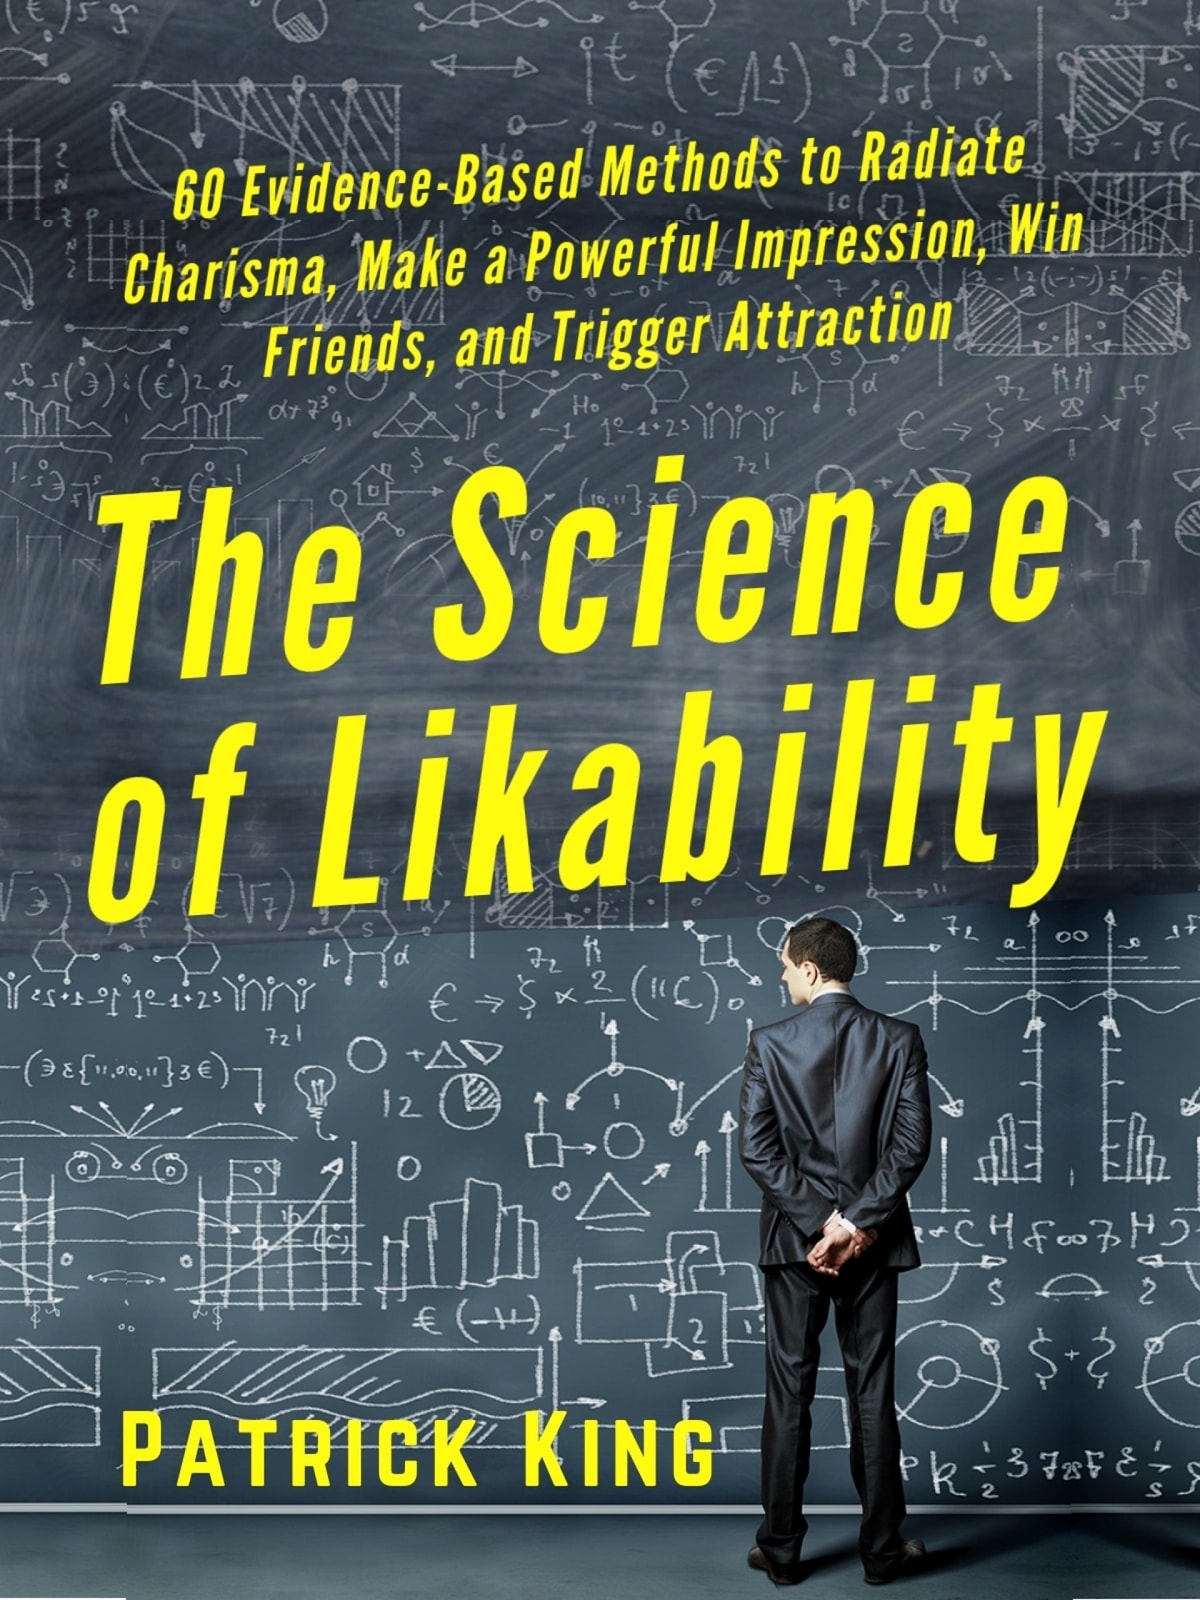 60 Evidence-Based Methods to Radiate
Charisma, Make a Powerful Impression, Win
Friends, and Trigger Attraction
The Science
of Likability
PATRICK KING